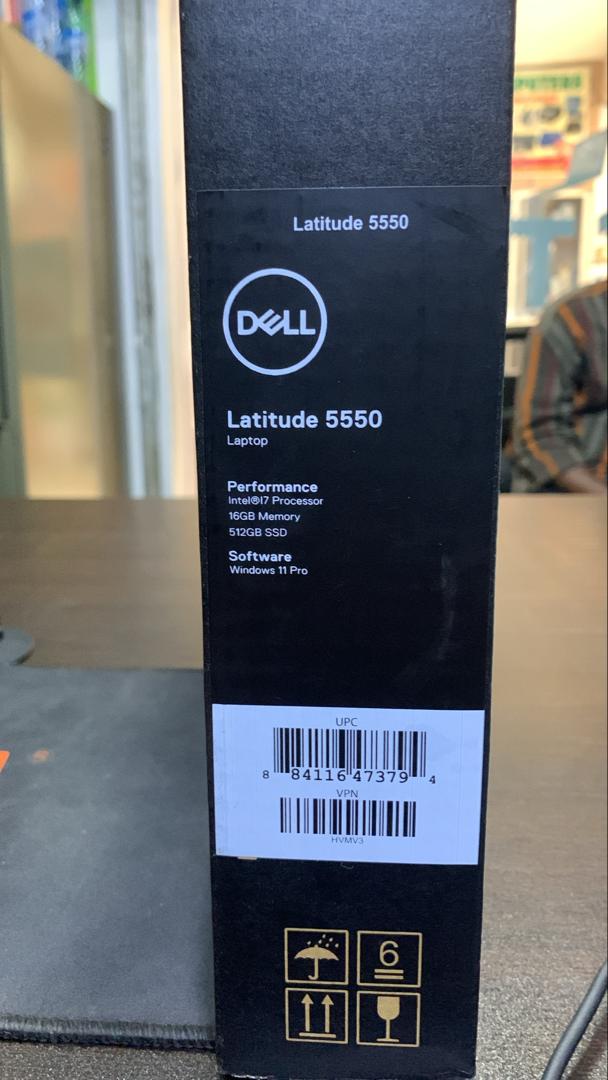 Latitude 5550
DELL
Latitude 5550
Laptop
Performance
Intel®I7 Processor
16GB Memory
512GB SSD
Software
Windows 11 Pro
UPC
8 84116 47379 4
VPN
HVMV3
6